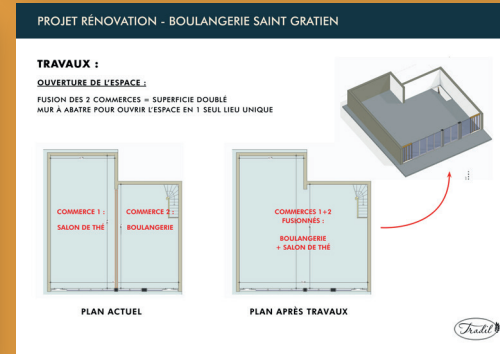 PROJET RÉNOVATION - BOULANGERIE SAINT GRATIEN
TRAVAUX :
OUVERTURE DE L'ESPACE :
FUSION DES 2 COMMERCES = SUPERFICIE DOUBLÉ
MUR À ABATRE POUR OUVRIR L'ESPACE EN 1 SEUL LIEU UNIQUE
COMMERCE 1 :
SALON DE THÉ
COMMERCE 2 :
BOULANGERIE
COMMERCES 1+2
FUSIONNÉS :
BOULANGERIE
+ SALON DE THÉ
PLAN ACTUEL
PLAN APRÈS TRAVAUX
Tradil